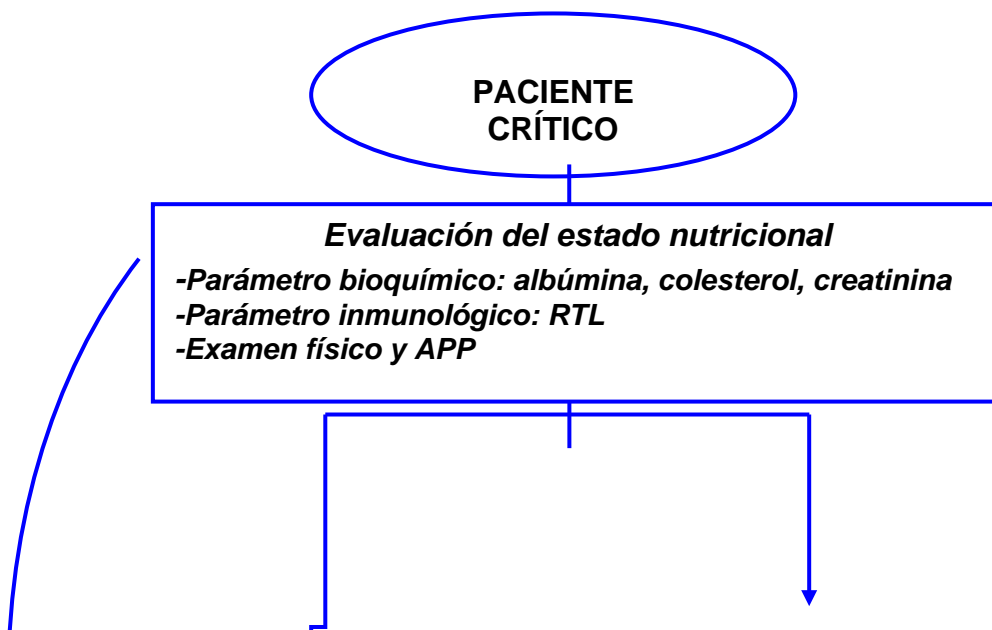 PACIENTE
CRÍTICO
Evaluación del estado nutricional
-Parámetro bioquímico: albúmina, colesterol, creatinina
-Parámetro inmunológico: RTL
-Examen físico y APP